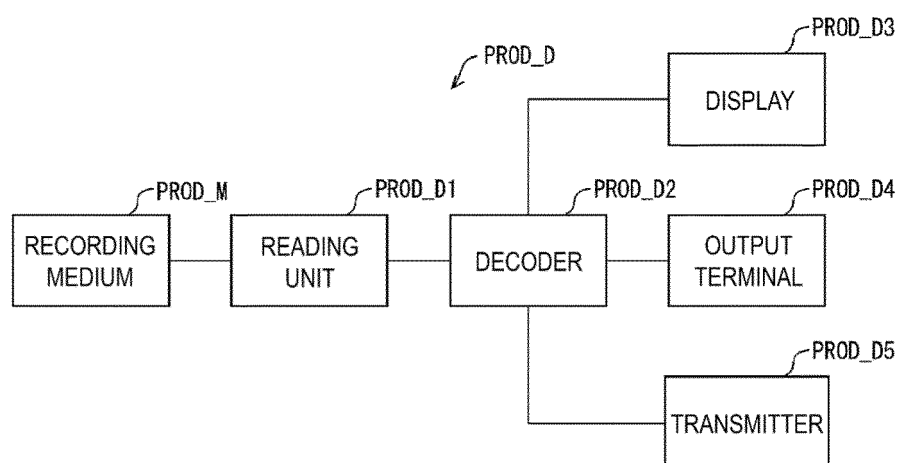 PROD_D3
PROD_D
DISPLAY
PROD_M
PROD_D1
PROD_D2
PROD_D4
RECORDING
MEDIUM
READING
UNIT
DECODER
OUTPUT
TERMINAL
PROD_D5
TRANSMITTER